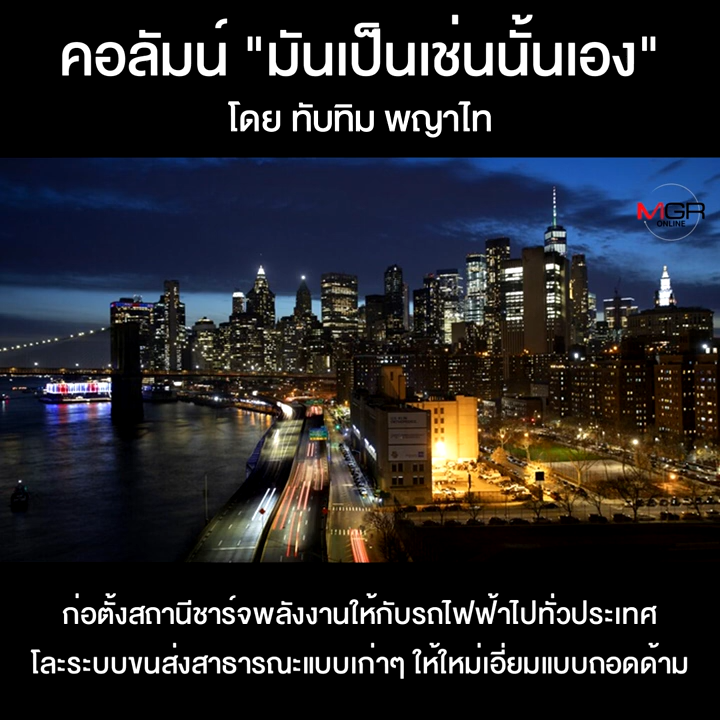 คอลัมน์ "มันเป็นเช่นนั้นเอง"
โดย ทับทิม พญาไท
MGR
ONLINE
ก่อตั้งสถานีชาร์จพลังงานให้กับรถไฟฟ้าไปทั่วประเทศ
โละระบบขนส่งสาธารณะแบบเก่าๆ ให้ใหม่เอี่ยมแบบถอดด้าม